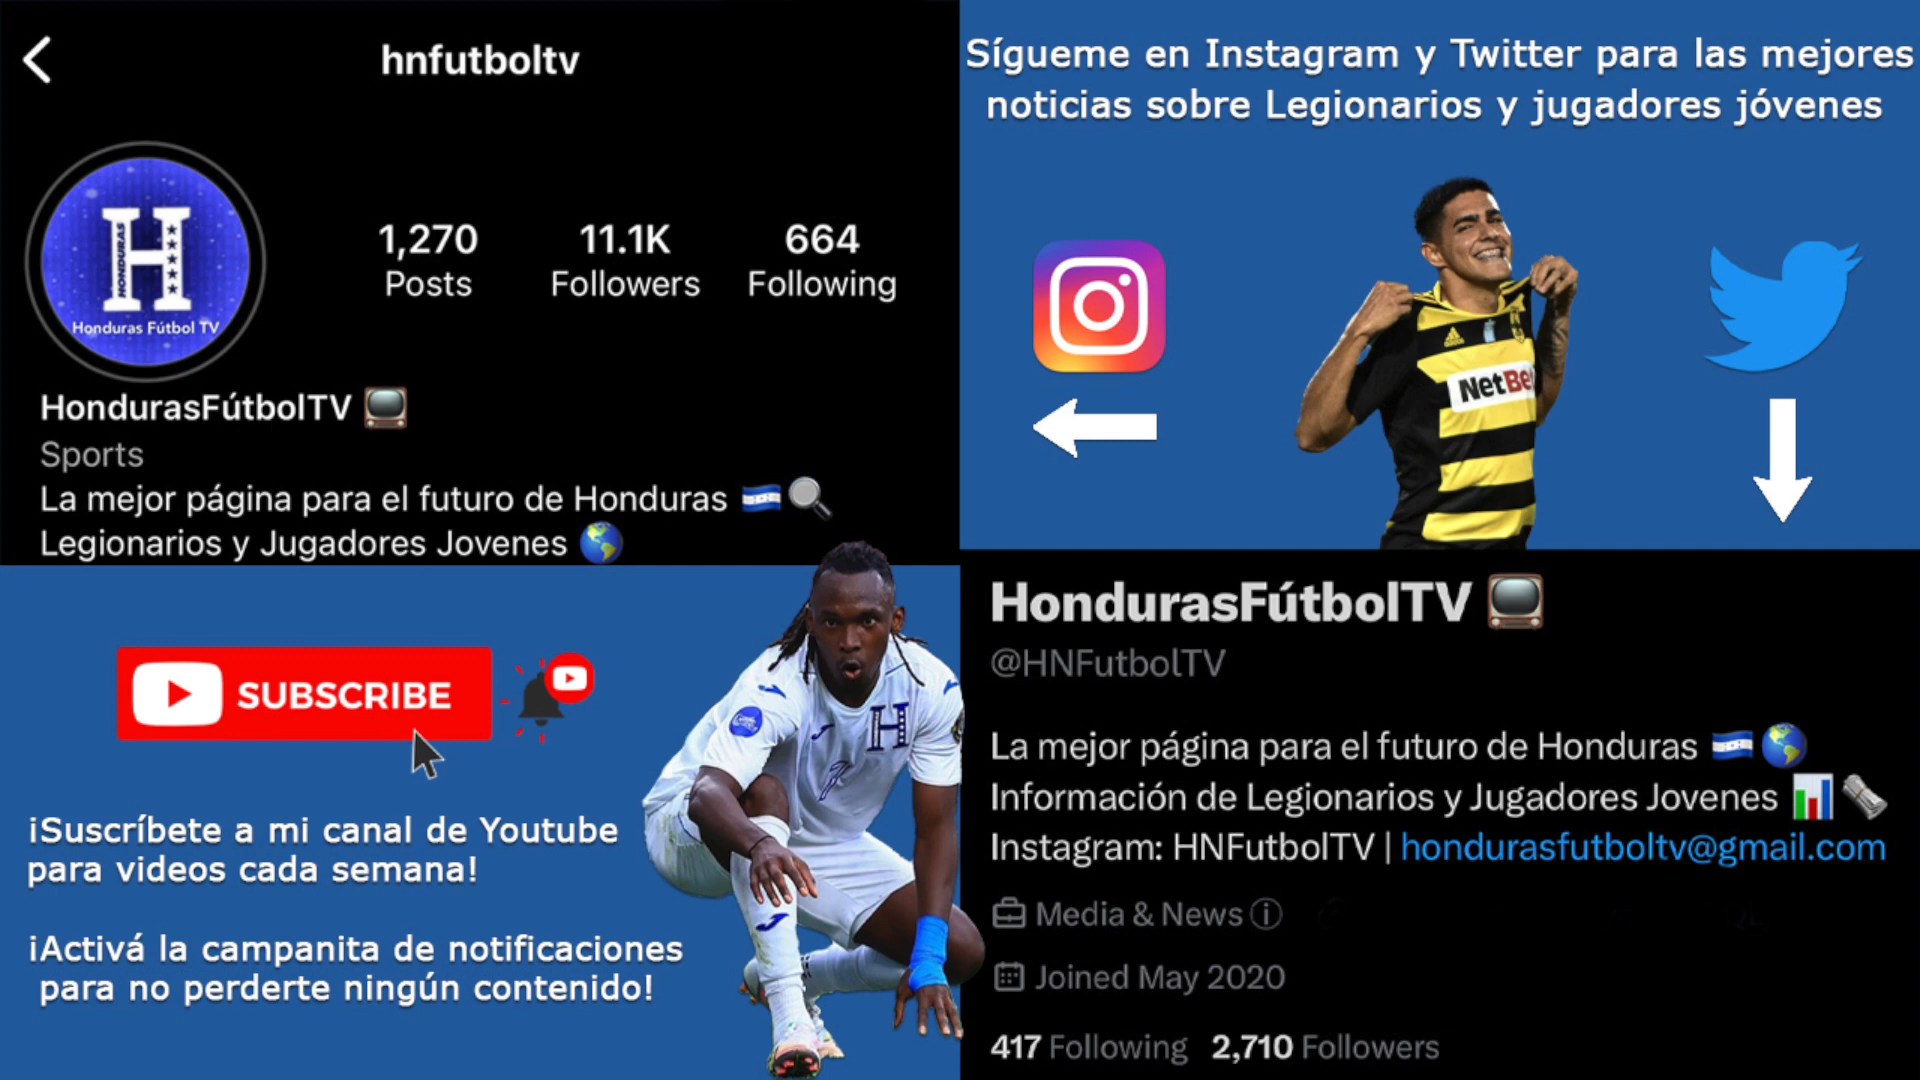 hnfutboltv
HONDURAS
H
Honduras Fútbol TV
1,270
Posts
11.1K
Followers
664
Following
HondurasFútbolTV
Sports
La mejor página para el futuro de Honduras
Legionarios y Jugadores Jovenes
Sígueme en Instagram y Twitter para las mejores
noticias sobre Legionarios y jugadores jóvenes
NetBe
SUBSCRIBE
¡Suscríbete a mi canal de Youtube
para videos cada semana!
¡Activá la campanita de notificaciones
para no perderte ningún contenido!
H
7
HondurasFútbolTV
@HNFutbolTV
La mejor página para el futuro de Honduras
Información de Legionarios y Jugadores Jovenes
Instagram: HNFutbolTV | hondurasfutboltv@gmail.com
Media & News
Joined May 2020
417 Following 2,710 Followers